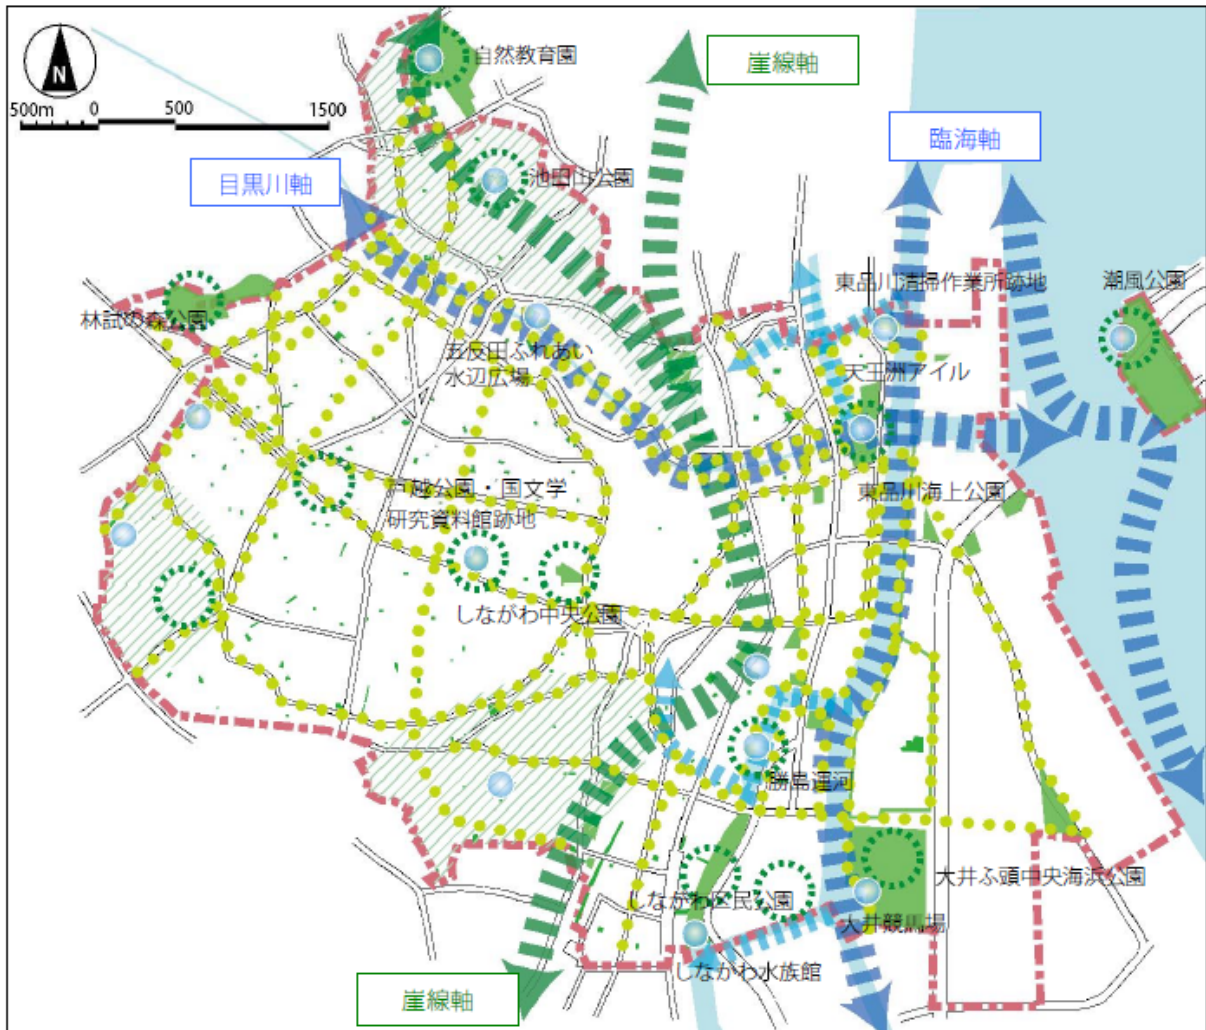 自然教育園
崖線軸
N
500m 0 500 1500
臨海軸
目黒川軸
池田山公園
東品川清掃作業所跡地
潮風公園
林試の森公園
五反田ふれあい
水辺広場
天王洲アイル
戸越公園・国文学
研究資料館跡地
東品川海上公園
しながわ中央公園
勝島運河
大井ふ頭中央海浜公園
しながわ区民公園
大井競馬場
しながわ水族館
崖線軸